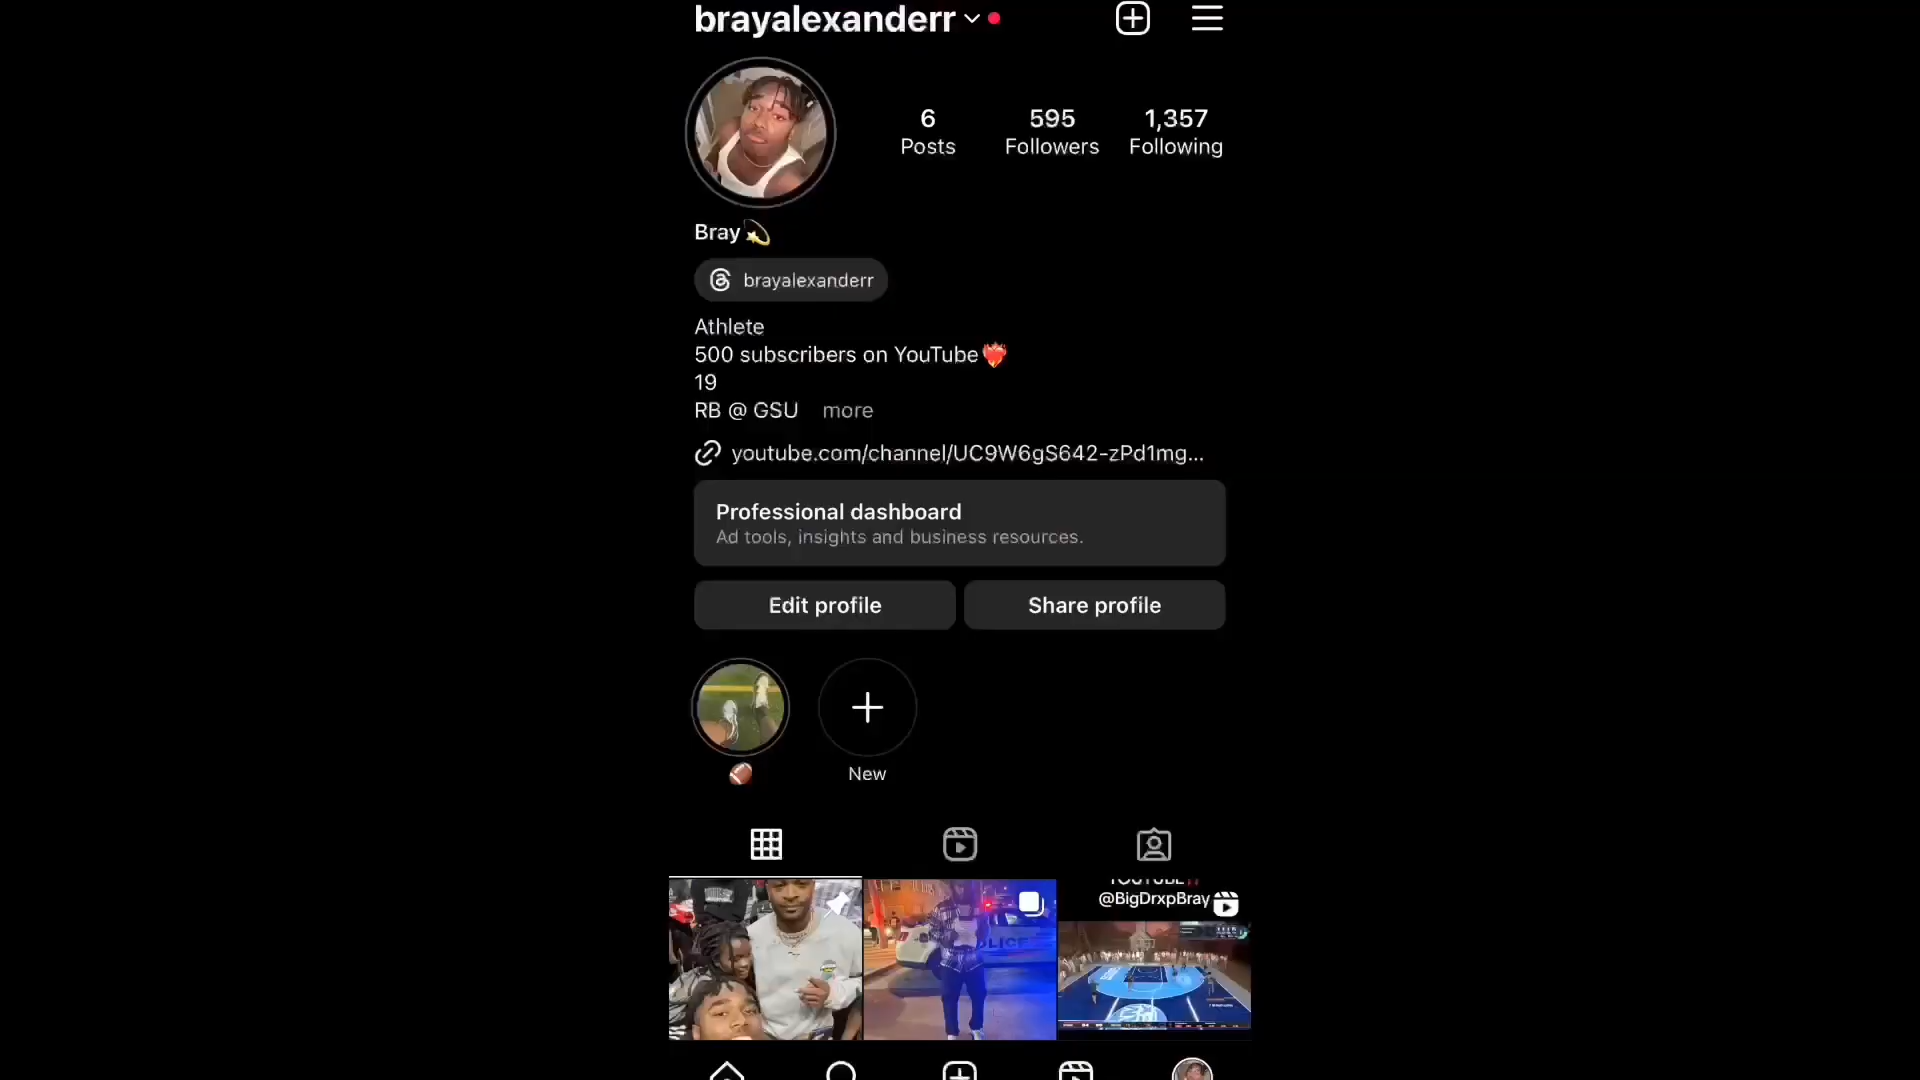 brayalexanderr
6
Posts
595
Followers
1,357
Following
Bray💫
brayalexanderr
Athlete
500 subscribers on YouTube❤️‍🔥
19
RB @ GSU more
youtube.com/channel/UC9W6gS642-zPd1mg...
Professional dashboard
Ad tools, insights and business resources.
Edit profile
Share profile
🏈
New
@BigDrxpBray